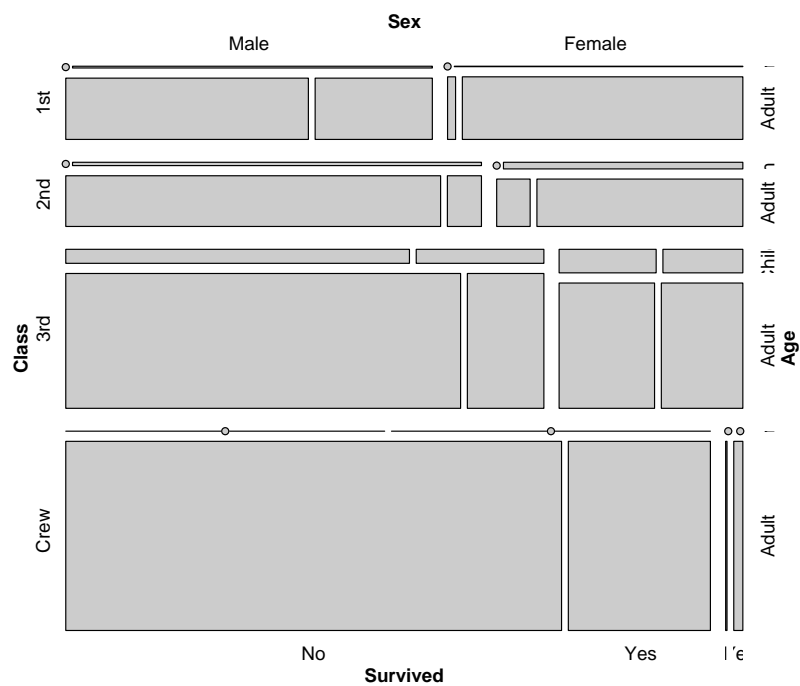 Sex
Male Female
1st
Adult
2nd
Adult
Class
3rd
Adult
Age
Crew
Adult
No Yes
Survived